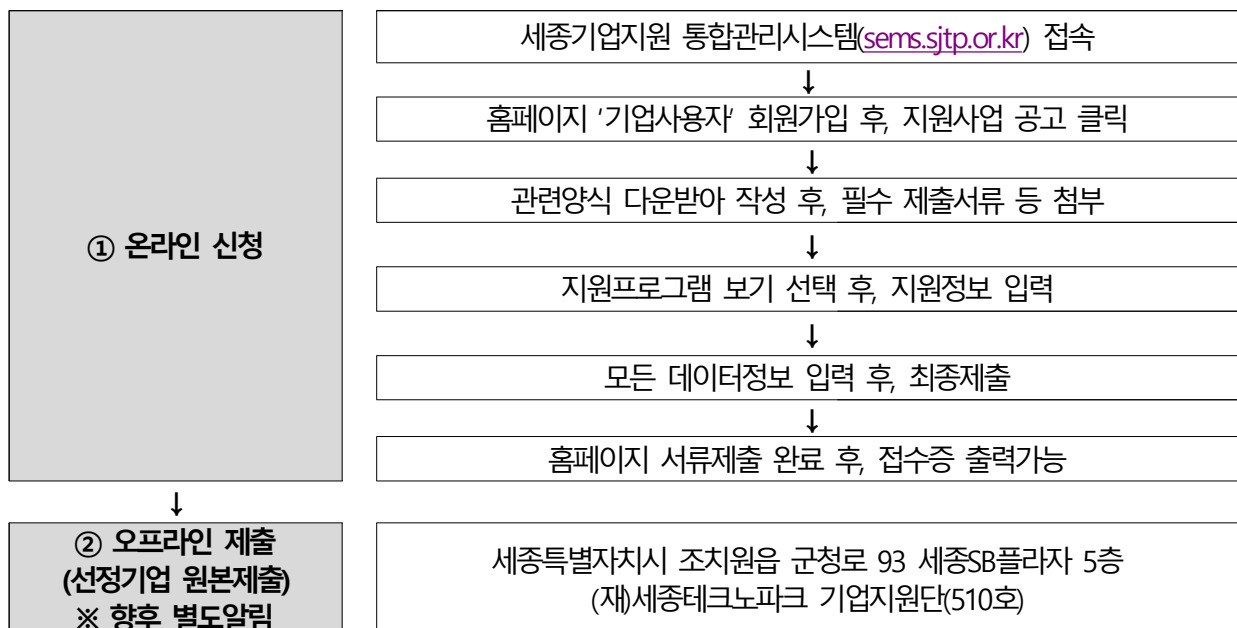 ① 온라인 신청
세종기업지원 통합관리시스템(sems.sjtp.or.kr) 접속
↓
홈페이지 '기업사용자' 회원가입 후, 지원사업 공고 클릭
↓
관련양식 다운받아 작성 후, 필수 제출서류 등 첨부
↓
지원프로그램 보기 선택 후, 지원정보 입력
↓
모든 데이터정보 입력 후, 최종제출
↓
홈페이지 서류제출 완료 후, 접수증 출력가능
↓
② 오프라인 제출
(선정기업 원본제출)
※ 향후 별도알림
세종특별자치시 조치원읍 군청로 93 세종SB플라자 5층
(재)세종테크노파크 기업지원단(510호)